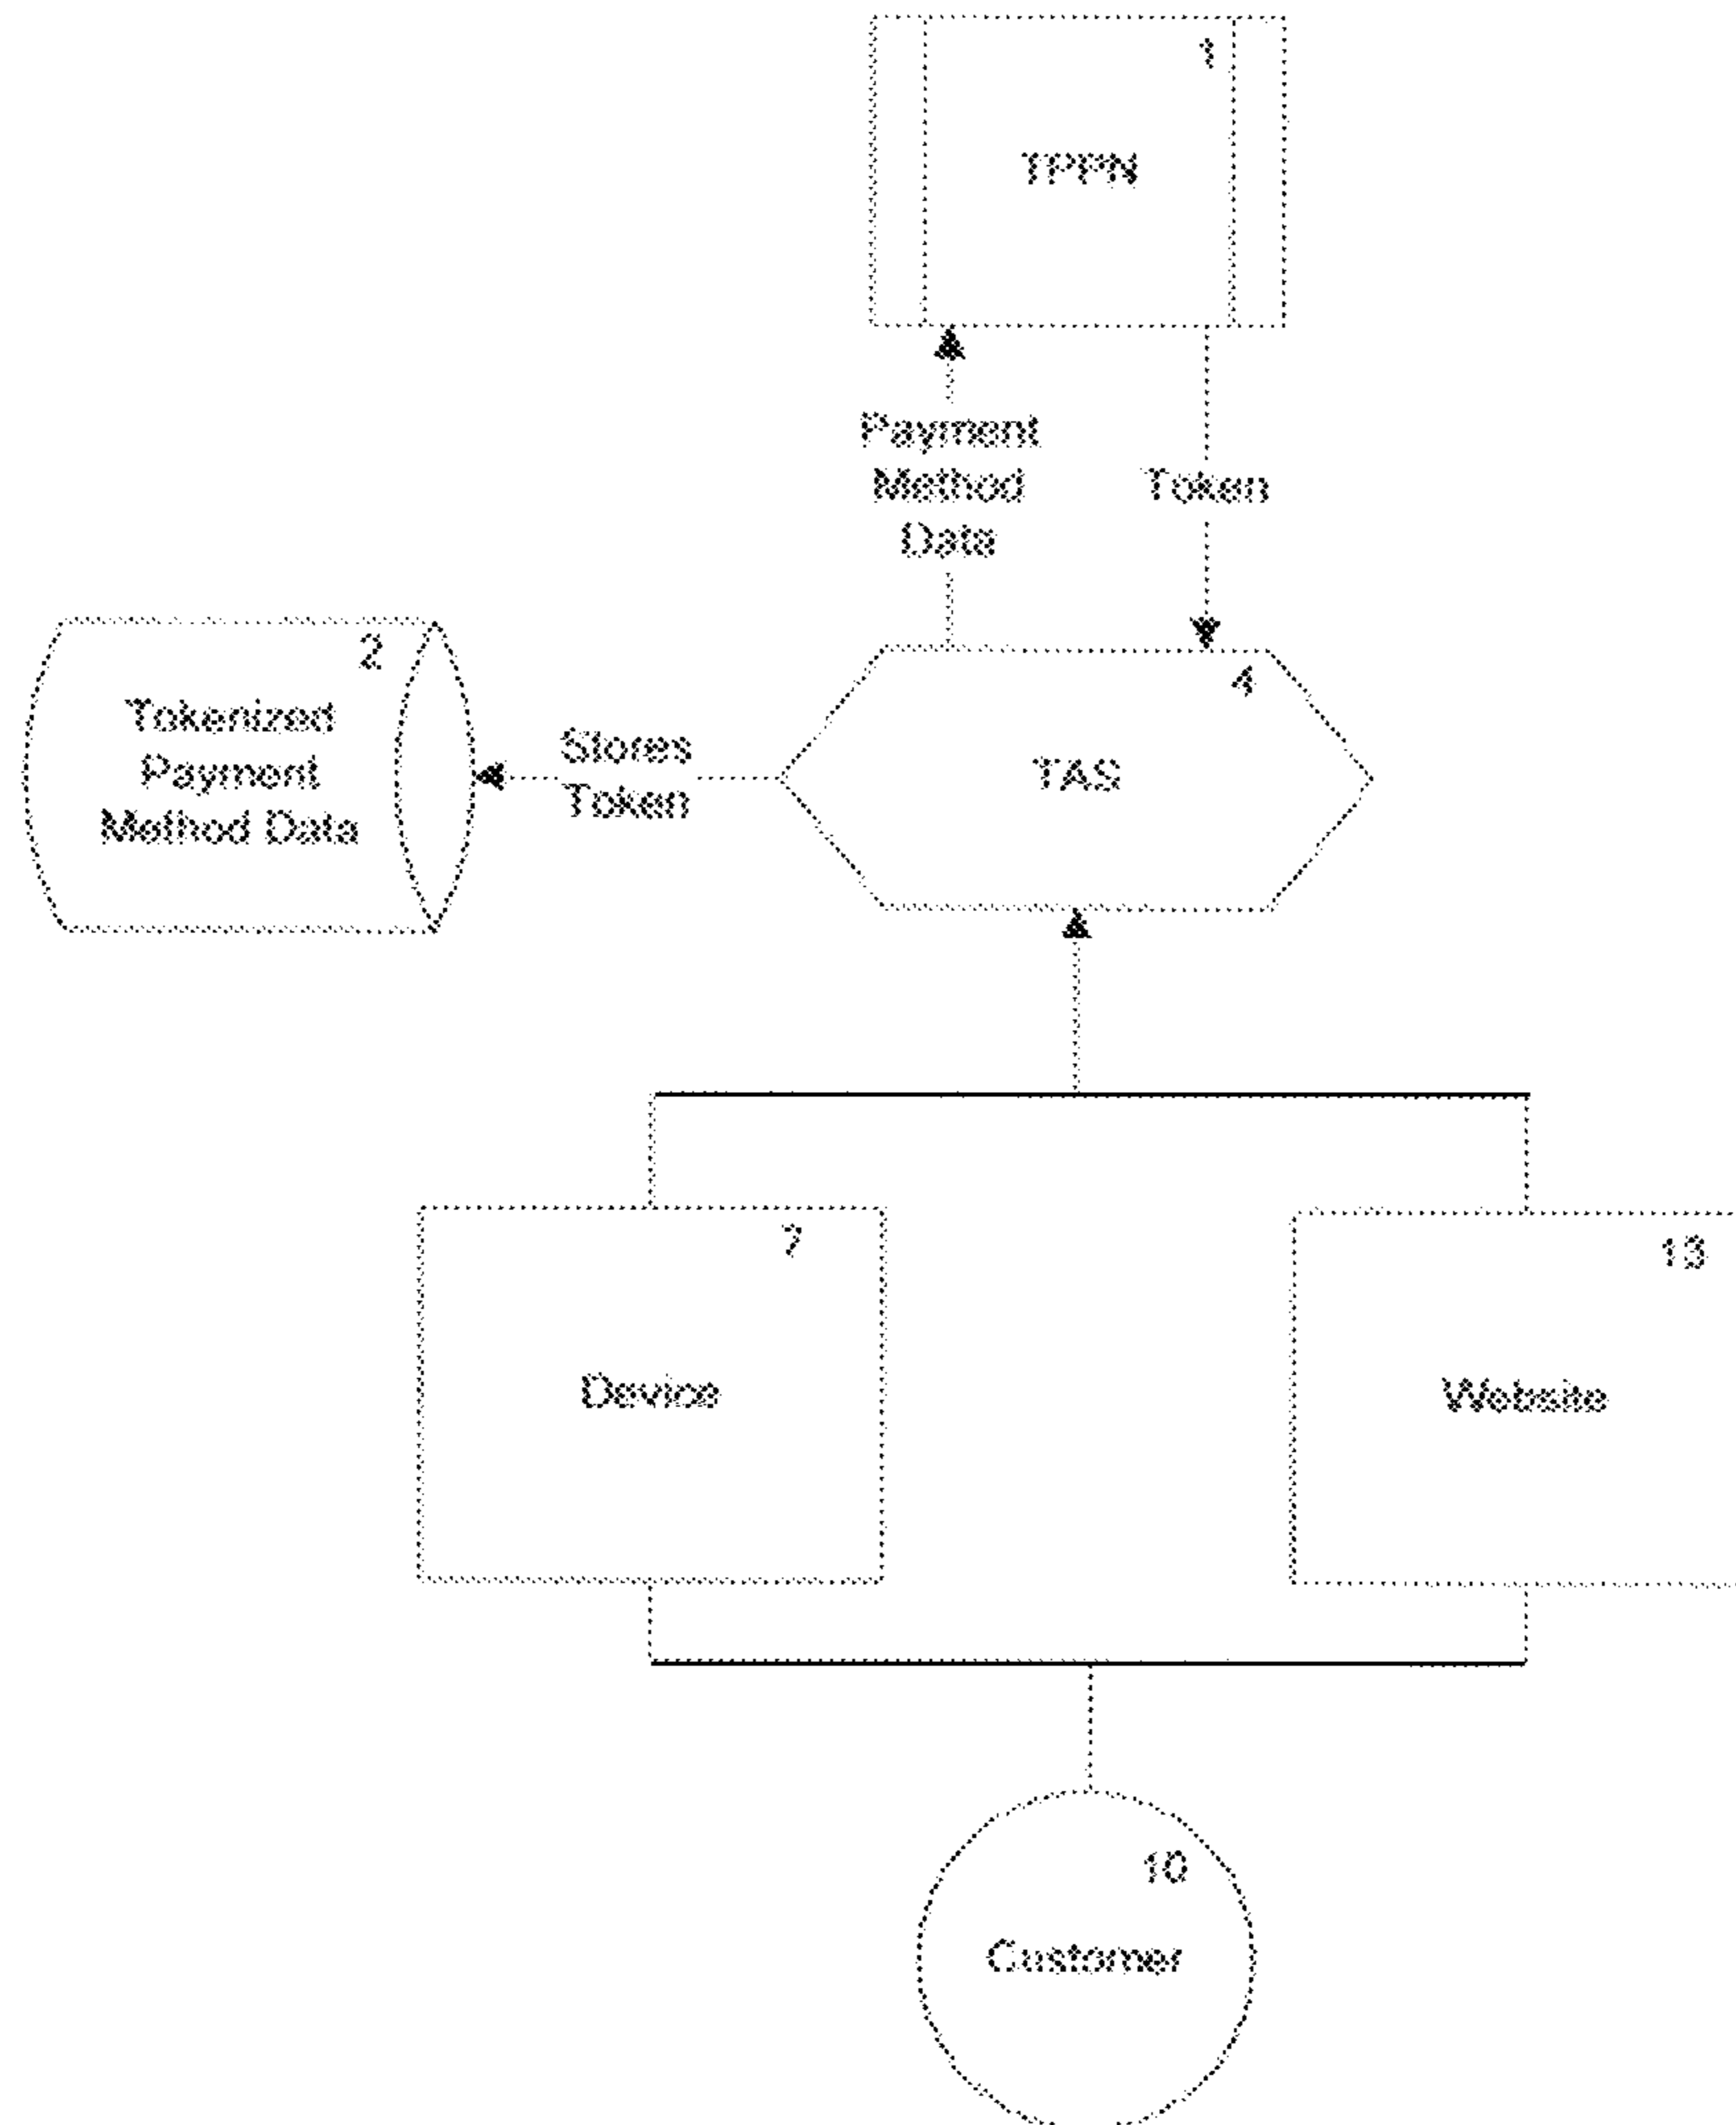 1
TPPN
Payment
Method
Data
Token
2
Tokenized
Payment
Method Data
Stores
Token
4
TAS
7
Device
13
Website
10
Customer